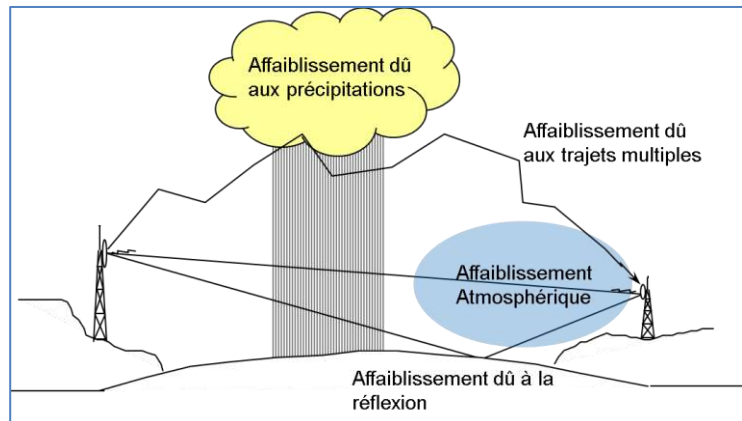 Affaiblissement dû
aux précipitations
Affaiblissement dû
aux trajets multiples
Affaiblissement
Atmosphérique
Affaiblissement dû à la
réflexion